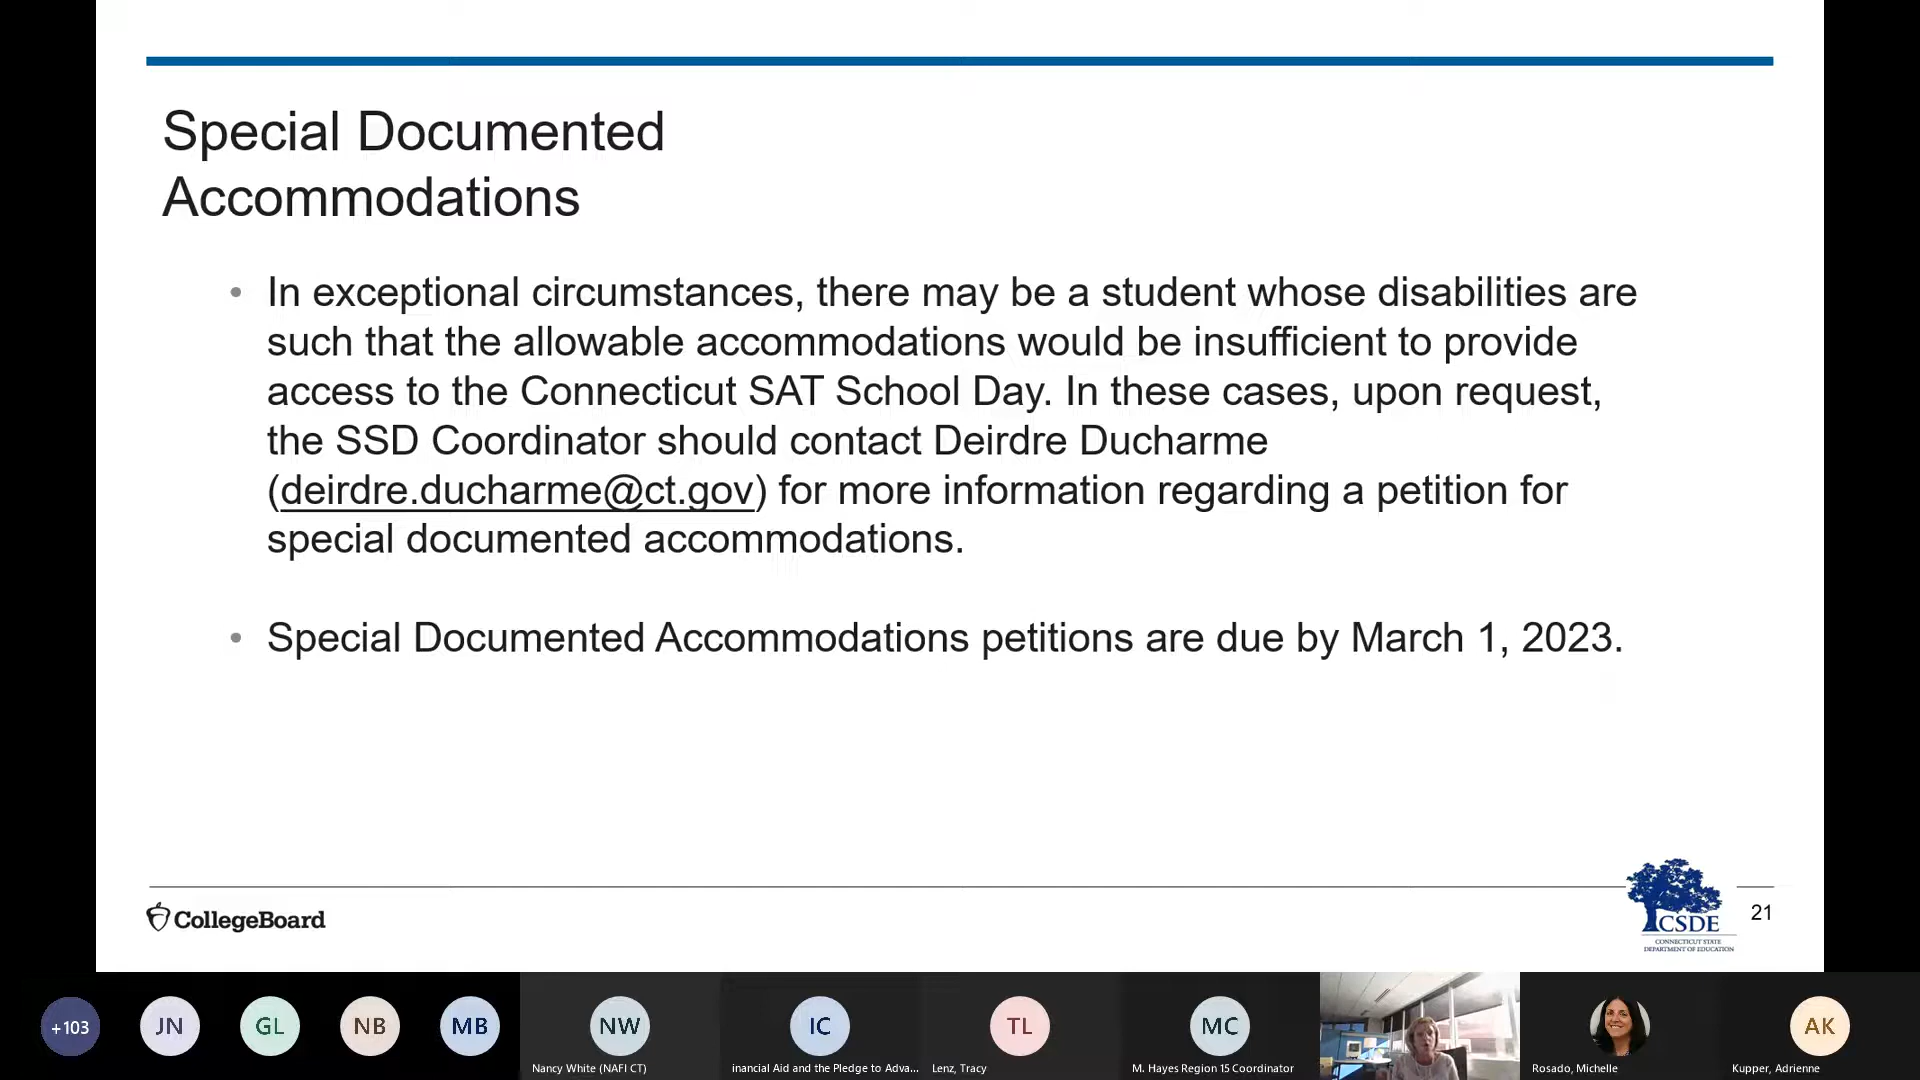 Special Documented
Accommodations
• In exceptional circumstances, there may be a student whose disabilities are
such that the allowable accommodations would be insufficient to provide
access to the Connecticut SAT School Day. In these cases, upon request,
the SSD Coordinator should contact Deirdre Ducharme
(deirdre.ducharme@ct.gov) for more information regarding a petition for
special documented accommodations.
• Special Documented Accommodations petitions are due by March 1, 2023.
CollegeBoard
CSDE
CONNECTICUT STATE
DEPARTMENT OF EDUCATION
21
+103
JN
GL
NB
MB
NW
IC
TL
MC
AK
Nancy White (NAFI CT)
inancial Aid and the Pledge to Adva...
Lenz, Tracy
M. Hayes Region 15 Coordinator
Rosado, Michelle
Kupper, Adrienne